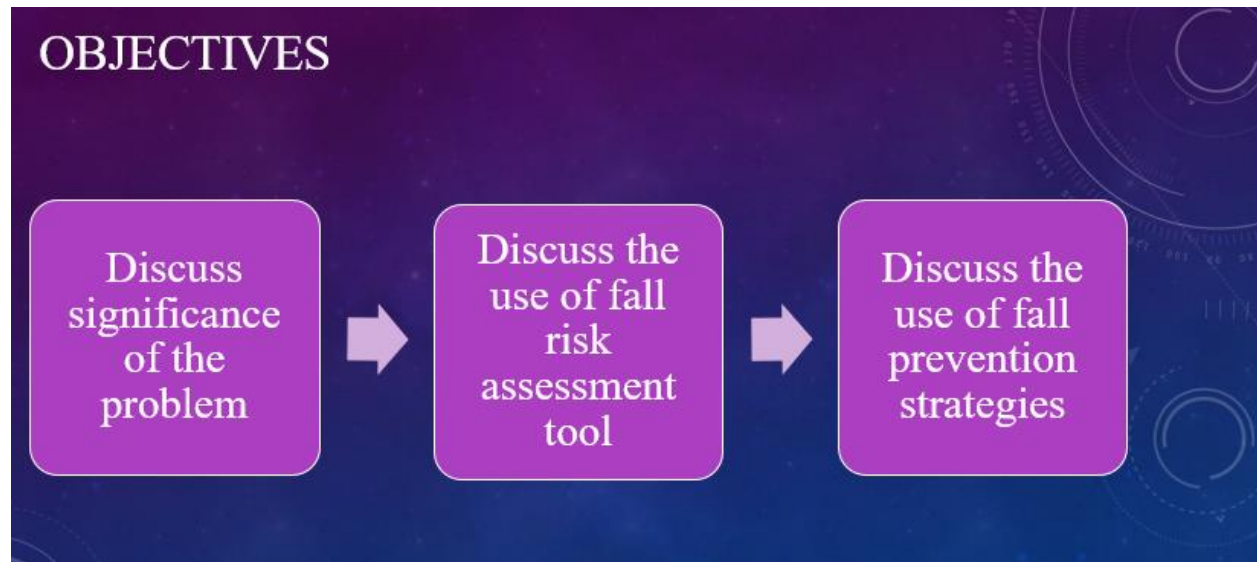 OBJECTIVES
Discuss
significance
of the
problem
Discuss the
use of fall
risk
assessment
tool
Discuss the
use of fall
prevention
strategies